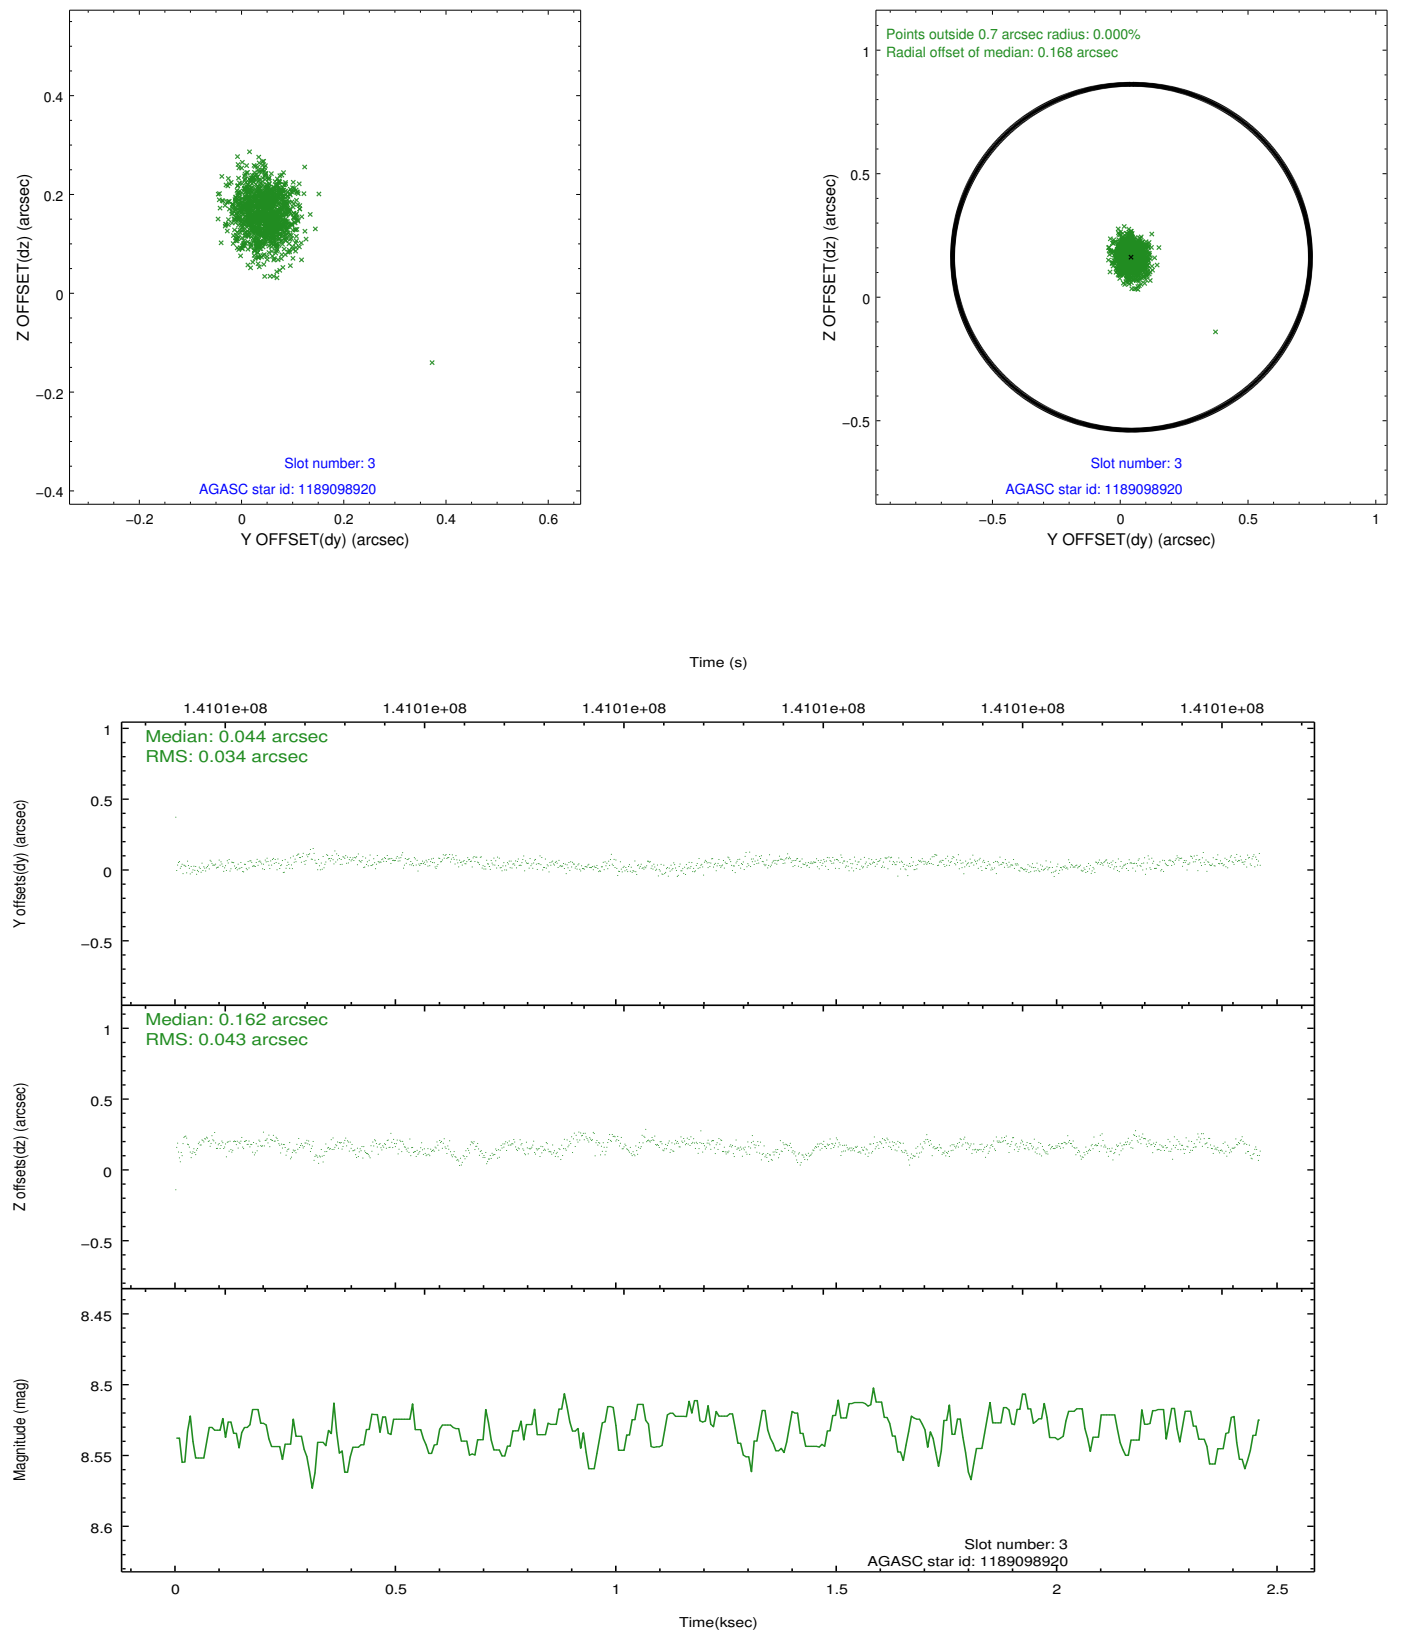 0.4
0.2
0
−0.2
−0.4
Z OFFSET(dz) (arcsec)
Slot number: 3
AGASC star id: 1189098920
−0.2 0 0.2 0.4 0.6
Y OFFSET(dy) (arcsec)
Points outside 0.7 arcsec radius: 0.000%
Radial offset of median: 0.168 arcsec
1
0.5
0
−0.5
Z OFFSET(dz) (arcsec)
Slot number: 3
AGASC star id: 1189098920
−0.5 0 0.5 1
Y OFFSET(dy) (arcsec)
Time (s)
1.4101e+08 1.4101e+08 1.4101e+08 1.4101e+08 1.4101e+08 1.4101e+08
Median: 0.044 arcsec
RMS: 0.034 arcsec
1
0.5
0
−0.5
Y offsets(dy) (arcsec)
Median: 0.162 arcsec
RMS: 0.043 arcsec
1
0.5
0
−0.5
Z offsets(dz) (arcsec)
8.45
8.5
8.55
8.6
Magnitude (mag)
Slot number: 3
AGASC star id: 1189098920
0 0.5 1 1.5 2 2.5
Time(ksec)